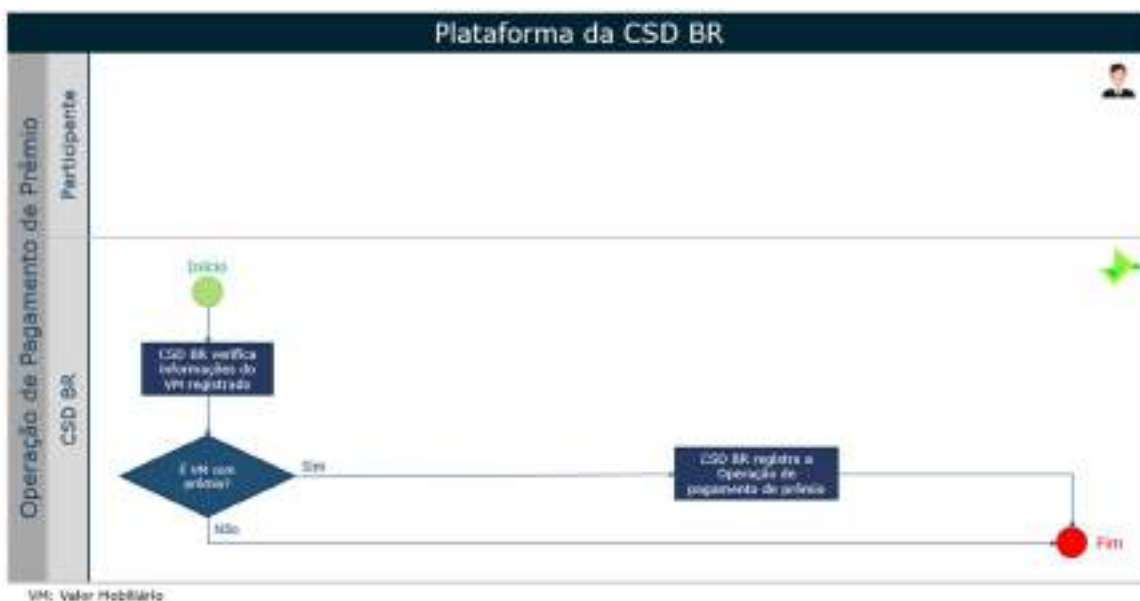 Plataforma da CSD BR
Operação de Pagamento de Prêmio
Participante
CSD BR
Início
CSD BR verifica
informações do
VM registrado
É VM com
prêmio?
Sim
CSD BR registra a
Operação de
pagamento de prêmio
Não
Fim
VM: Valor Mobiliário